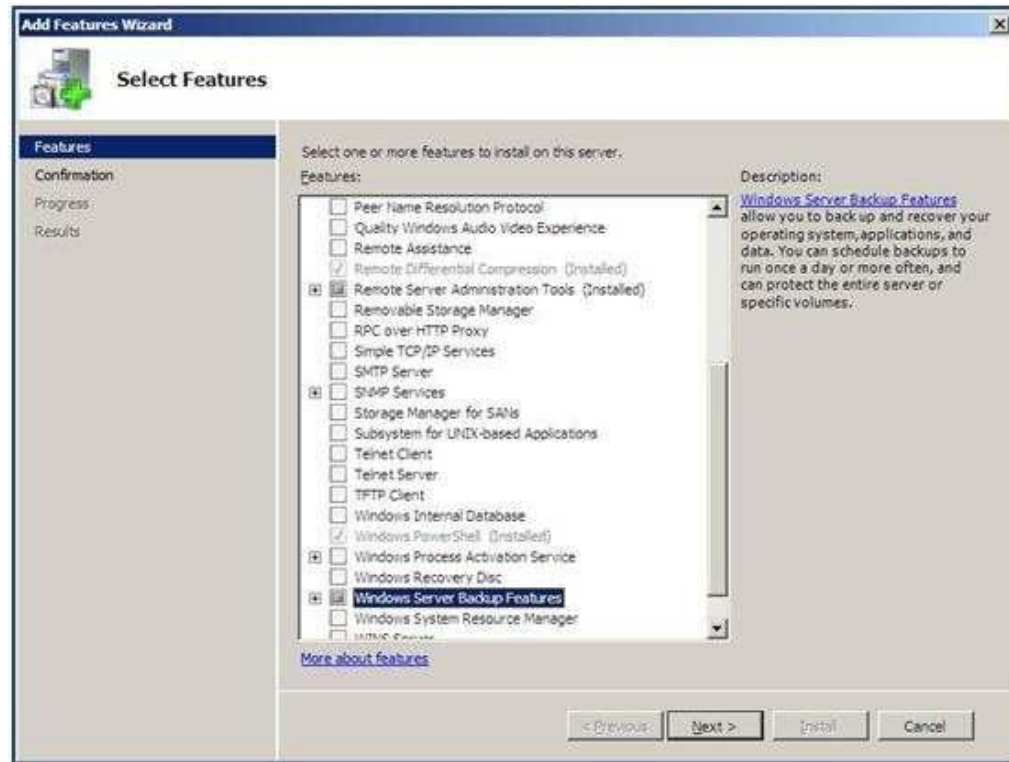 Add Features Wizard
Select Features
Features
Confirmation
Progress
Results
Select one or more features to install on this server.
Features:
Peer Name Resolution Protocol
Quality Windows Audio Video Experience
Remote Assistance
Remote Differential Compression (Installed)
Remote Server Administration Tools (Installed)
Removable Storage Manager
RPC over HTTP Proxy
Simple TCP/IP Services
SMTP Server
SNMP Services
Storage Manager for SANs
Subsystem for UNIX-based Applications
Telnet Client
Telnet Server
TFTP Client
Windows Internal Database
Windows PowerShell (Installed)
Windows Process Activation Service
Windows Recovery Disc
Windows Server Backup Features
Windows System Resource Manager
WINS Server
More about features
Description:
Windows Server Backup Features
allow you to back up and recover your
operating system, applications, and
data. You can schedule backups to
run once a day or more often, and
can protect the entire server or
specific volumes.
< Previous
Next >
Install
Cancel